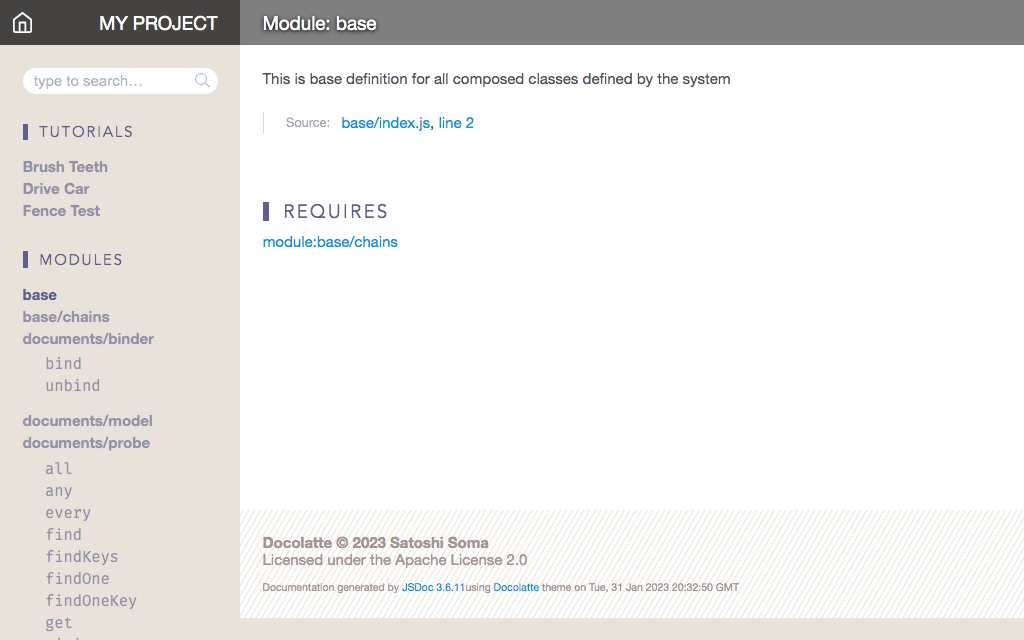 MY PROJECT
Module: base
type to search...
TUTORIALS
Brush Teeth
Drive Car
Fence Test
MODULES
base
base/chains
documents/binder
bind
unbind
documents/model
documents/probe
all
any
every
find
findKeys
findOne
findOneKey
get
This is base definition for all composed classes defined by the system
Source: base/index.js, line 2
REQUIRES
module:base/chains
Docolatte © 2023 Satoshi Soma
Licensed under the Apache License 2.0
Documentation generated by JSDoc 3.6.11using Docolatte theme on Tue, 31 Jan 2023 20:32:50 GMT